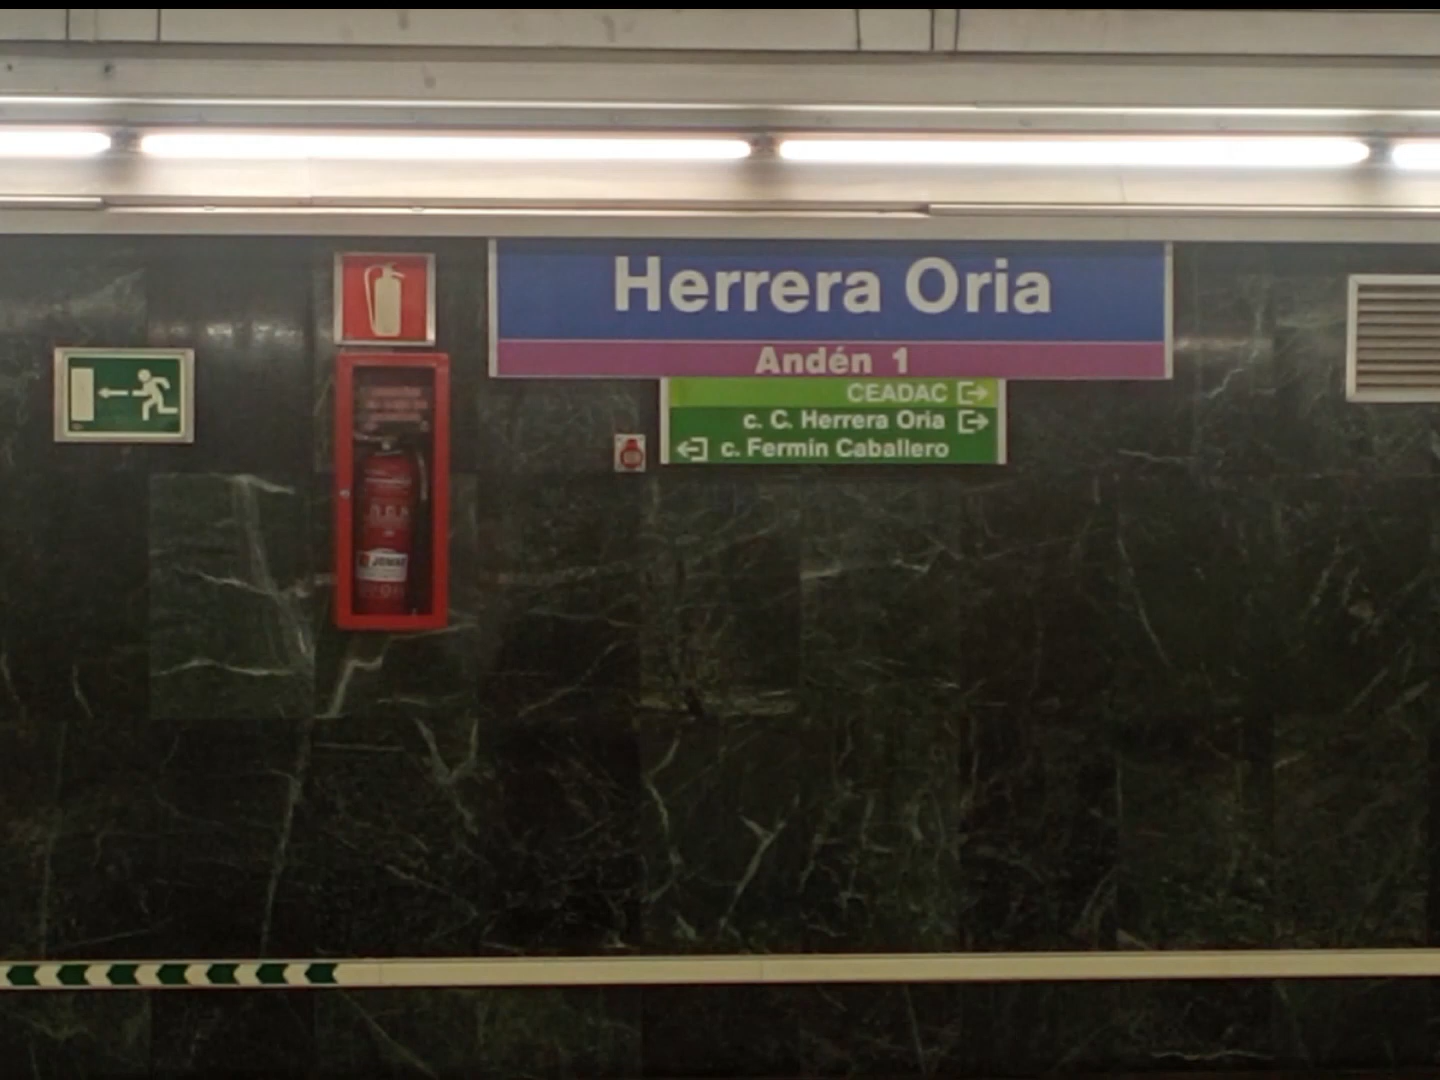 Herrera Oria
Andén 1
CEADAC
c. C. Herrera Oria
c. Fermín Caballero